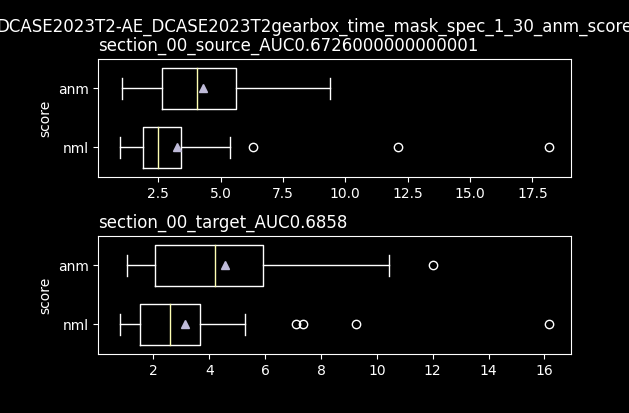 DCASE2023T2-AE_DCASE2023T2gearbox_time_mask_spec_1_30_anm_score
section_00_source_AUC0.6726000000000001
anm
nml
score
2.5 5.0 7.5 10.0 12.5 15.0 17.5
section_00_target_AUC0.6858
anm
nml
score
2 4 6 8 10 12 14 16